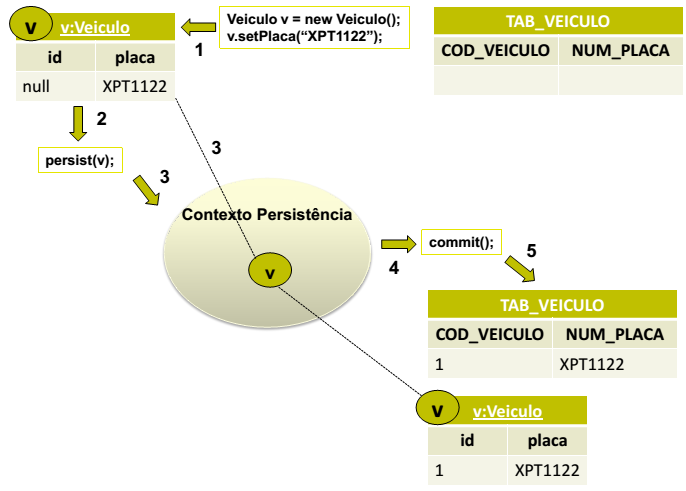 v
v:Veiculo
id placa
null XPT1122
1
Veiculo v = new Veiculo();
v.setPlaca(“XPT1122”);
TAB_VEICULO
COD_VEICULO NUM_PLACA
2
persist(v);
3
3
Contexto Persistência
v
4
commit();
5
TAB_VEICULO
COD_VEICULO NUM_PLACA
1 XPT1122
v
v:Veiculo
id placa
1 XPT1122